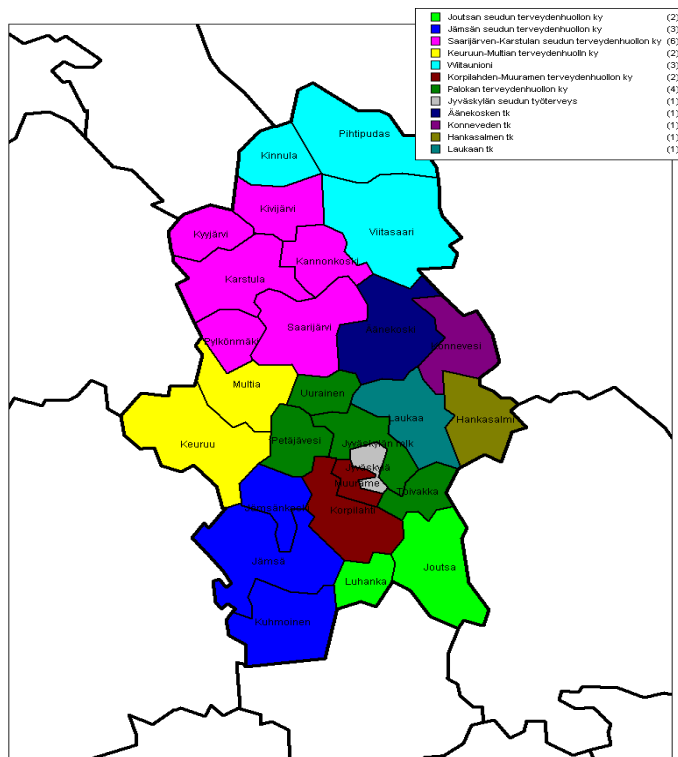 Joutsan seudun terveydenhuollon ky (2)
Jämsän seudun terveydenhuollon ky (3)
Saarijärven-Karstulan seudun terveydenhuollon ky (6)
Keuruun-Multian terveydenhuolln ky (2)
Wiitaunioni (3)
Korpilahden-Muuramen terveydenhuollon ky (2)
Palokan terveydenhuollon ky (4)
Jyväskylän seudun työterveys (1)
Äänekosken tk (1)
Konneveden tk (1)
Hankasalmen tk (1)
Laukaan tk (1)
Pihtipudas
Kinnula
Kivijärvi
Viitasaari
Kyyjärvi
Kannonkoski
Karstula
Saarijärvi
Äänekoski
Pylkönmäki
Konnevesi
Multia
Uurainen
Laukaa
Hankasalmi
Keuruu
Petäjävesi
Jyväskylän mlk
Jyväskylä
Muurame
Toivakka
Jämsänkoski
Korpilahti
Jämsä
Luhanka
Joutsa
Kuhmoinen